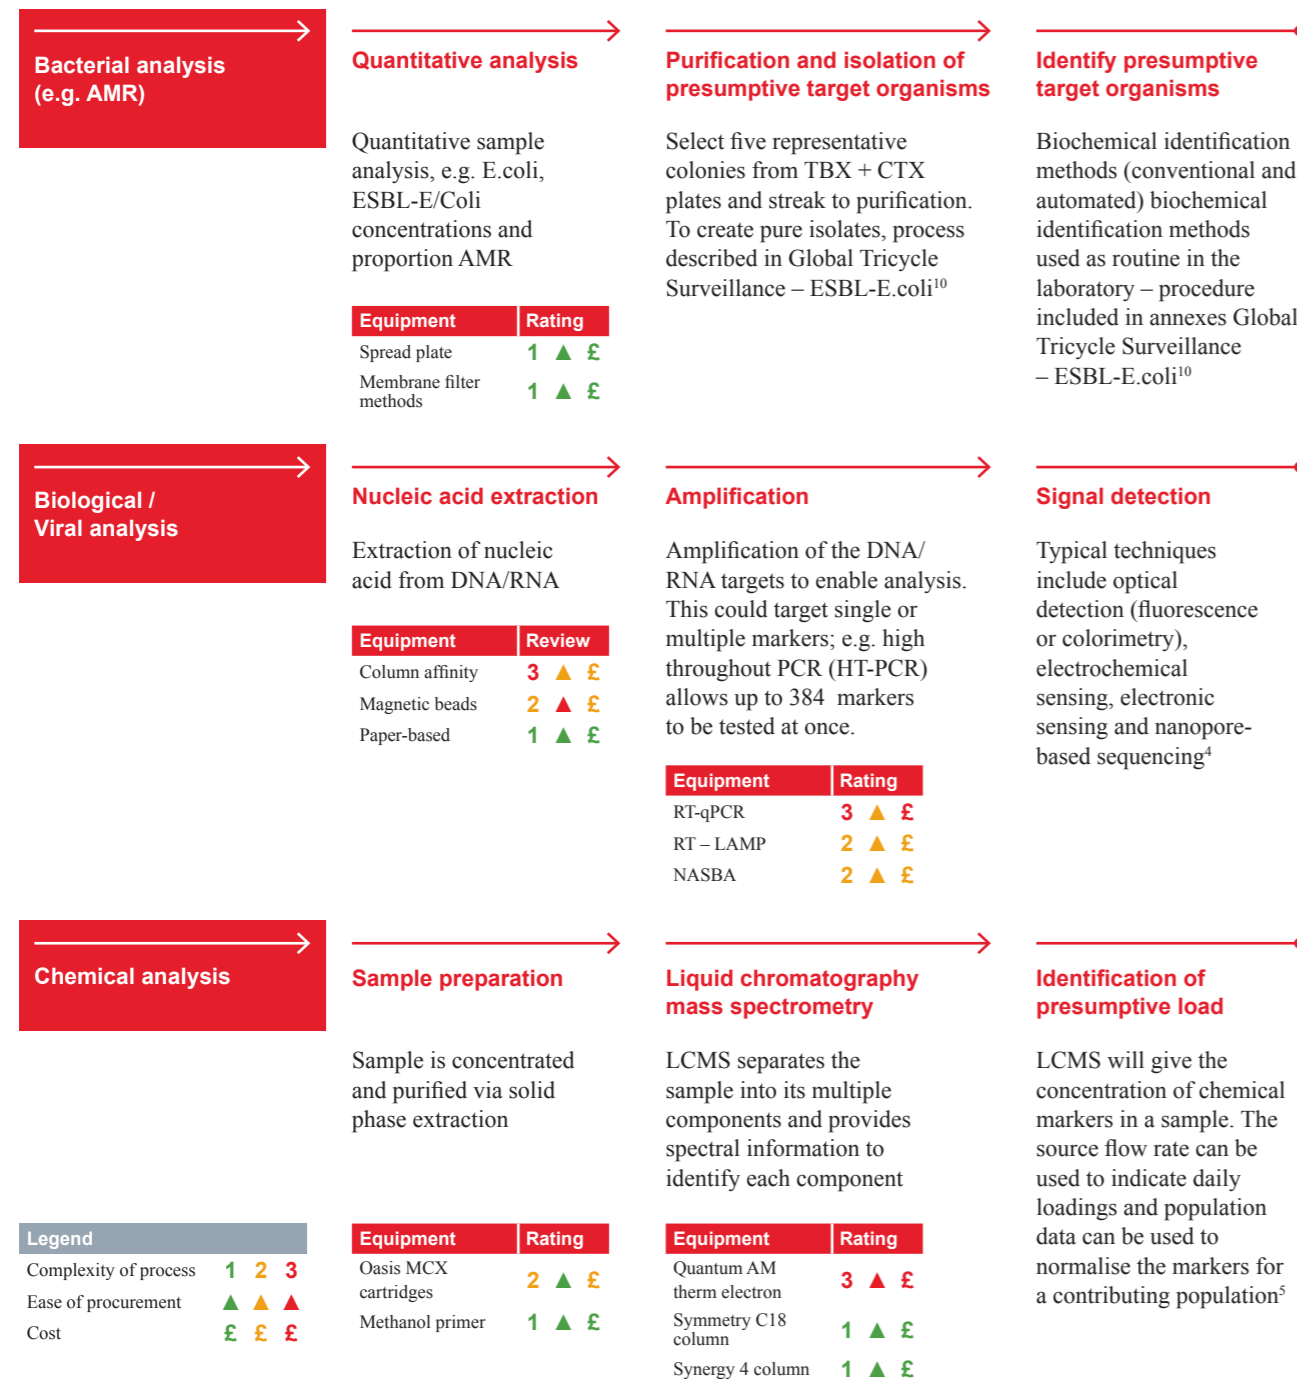 Bacterial analysis
(e.g. AMR)
Quantitative analysis
Quantitative sample
analysis, e.g. E.coli,
ESBL-E/Coli
concentrations and
proportion AMR
Equipment Rating
Spread plate 1 ▲ £
Membrane filter
methods 1 ▲ £
Purification and isolation of
presumptive target organisms
Select five representative
colonies from TBX + CTX
plates and streak to purification.
To create pure isolates, process
described in Global Tricycle
Surveillance – ESBL-E.coli¹⁰
Identify presumptive
target organisms
Biochemical identification
methods (conventional and
automated) biochemical
identification methods
used as routine in the
laboratory – procedure
included in annexes Global
Tricycle Surveillance
– ESBL-E.coli¹⁰
Biological /
Viral analysis
Nucleic acid extraction
Extraction of nucleic
acid from DNA/RNA
Equipment Review
Column affinity 3 ▲ £
Magnetic beads 2 ▲ £
Paper-based 1 ▲ £
Amplification
Amplification of the DNA/
RNA targets to enable analysis.
This could target single or
multiple markers; e.g. high
throughout PCR (HT-PCR)
allows up to 384 markers
to be tested at once.
Equipment Rating
RT-qPCR 3 ▲ £
RT – LAMP 2 ▲ £
NASBA 2 ▲ £
Signal detection
Typical techniques
include optical
detection (fluorescence
or colorimetry),
electrochemical
sensing, electronic
sensing and nanopore-
based sequencing⁴
Chemical analysis
Sample preparation
Sample is concentrated
and purified via solid
phase extraction
Equipment Rating
Oasis MCX
cartridges 2 ▲ £
Methanol primer 1 ▲ £
Liquid chromatography
mass spectrometry
LCMS separates the
sample into its multiple
components and provides
spectral information to
identify each component
Equipment Rating
Quantum AM
therm electron 3 ▲ £
Symmetry C18
column 1 ▲ £
Synergy 4 column 1 ▲ £
Identification of
presumptive load
LCMS will give the
concentration of chemical
markers in a sample. The
source flow rate can be
used to indicate daily
loadings and population
data can be used to
normalise the markers for
a contributing population⁵
Legend
Complexity of process 1 2 3
Ease of procurement ▲ ▲ ▲
Cost £ £ £